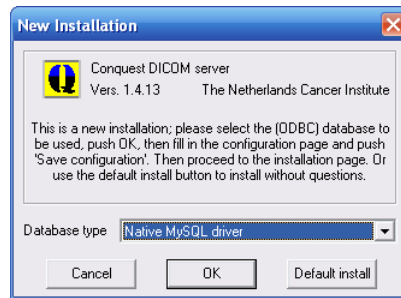 New Installation
Conquest DICOM server
Vers. 1.4.13 The Netherlands Cancer Institute
This is a new installation; please select the (ODBC) database to
be used, push OK, then fill in the configuration page and push
'Save configuration'. Then proceed to the installation page. Or
use the default install button to install without questions.
Database type Native MySQL driver
Cancel OK Default install